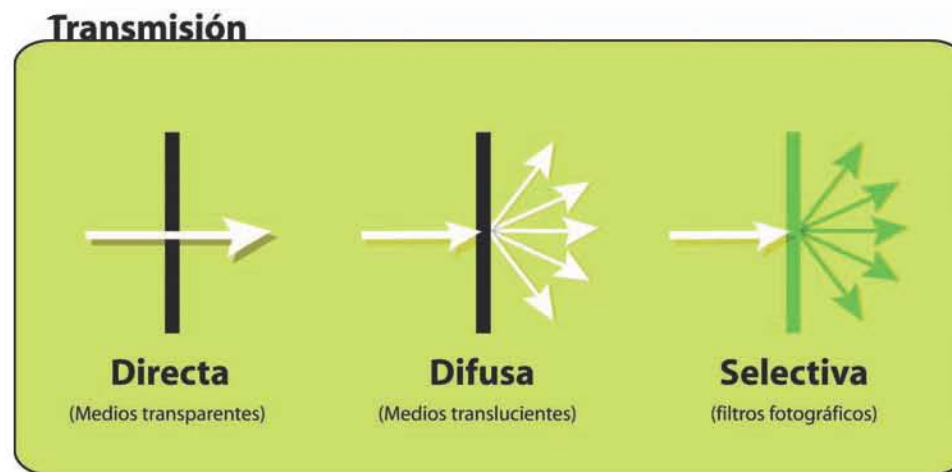 Transmisión
Directa
(Medios transparentes)
Difusa
(Medios translucientes)
Selectiva
(filtros fotográficos)